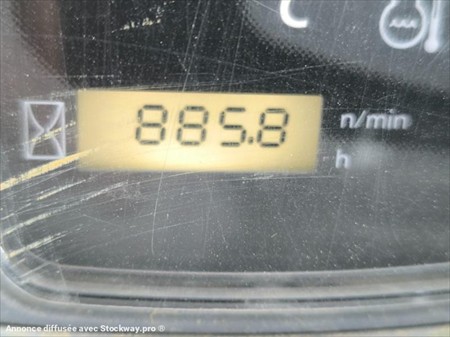 C
885.8 n/min
h
Annonce diffusée avec Stockway.pro ®